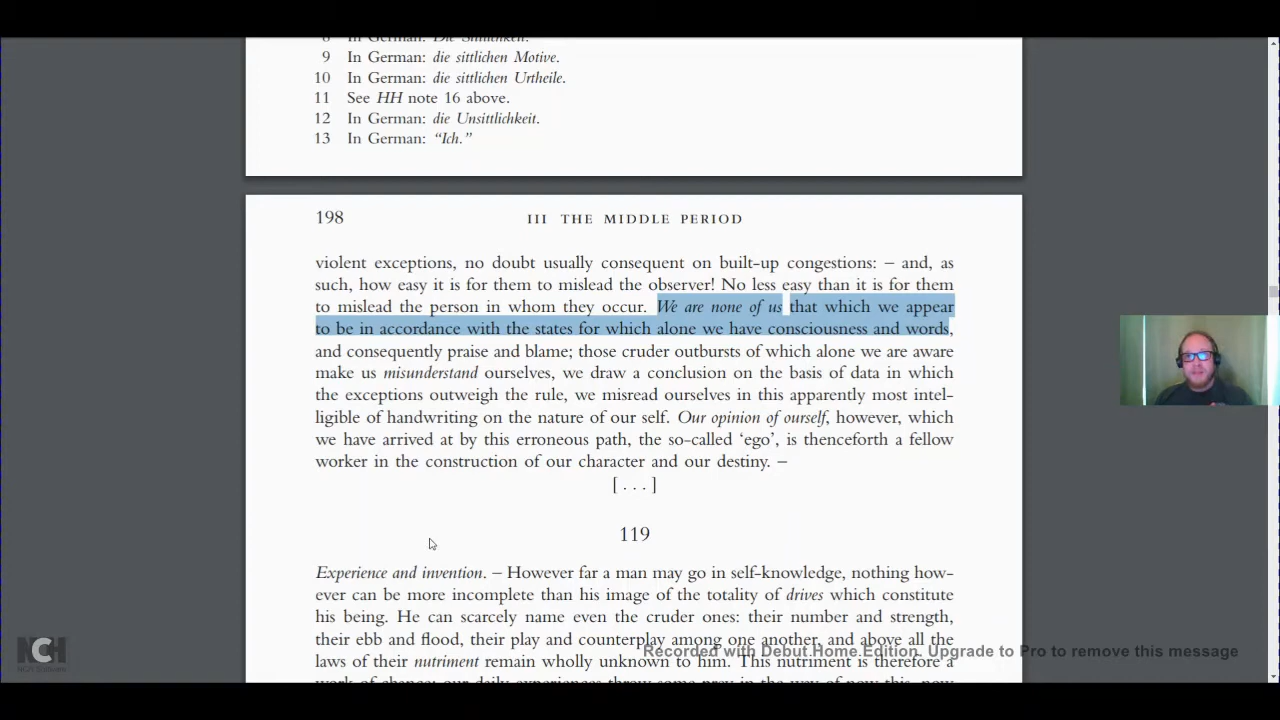 9 In German: die sittlichen Motive.
10 In German: die sittlichen Urtheile.
11 See HH note 16 above.
12 In German: die Unsittlichkeit.
13 In German: “Ich.”
198 III THE MIDDLE PERIOD
violent exceptions, no doubt usually consequent on built-up congestions: – and, as
such, how easy it is for them to mislead the observer! No less easy than it is for them
to mislead the person in whom they occur. We are none of us that which we appear
to be in accordance with the states for which alone we have consciousness and words,
and consequently praise and blame; those cruder outbursts of which alone we are aware
make us misunderstand ourselves, we draw a conclusion on the basis of data in which
the exceptions outweigh the rule, we misread ourselves in this apparently most intel-
ligible of handwriting on the nature of our self. Our opinion of ourself, however, which
we have arrived at by this erroneous path, the so-called ‘ego’, is thenceforth a fellow
worker in the construction of our character and our destiny. –
[ . . . ]
119
Experience and invention. – However far a man may go in self-knowledge, nothing how-
ever can be more incomplete than his image of the totality of drives which constitute
his being. He can scarcely name even the cruder ones: their number and strength,
their ebb and flood, their play and counterplay among one another, and above all the
laws of their nutriment remain wholly unknown to him. This nutriment is therefore a
Recorded with Debut Home Edition. Upgrade to Pro to remove this message
NCH